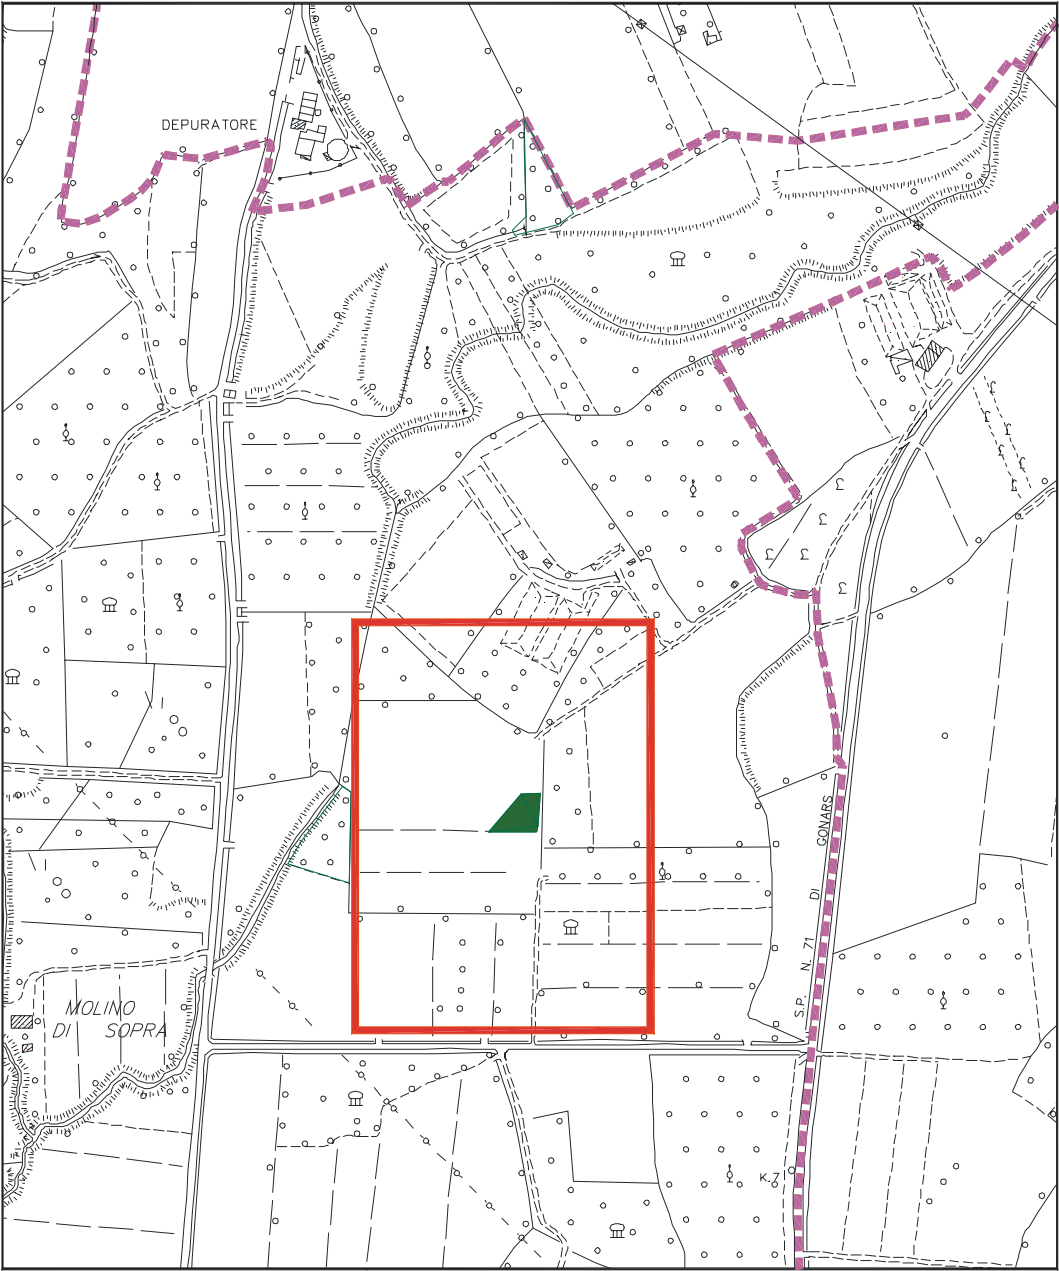 DEPURATORE
S.P. N. 71 DI GONARS
MOLINO
DI SOPRA
K.7